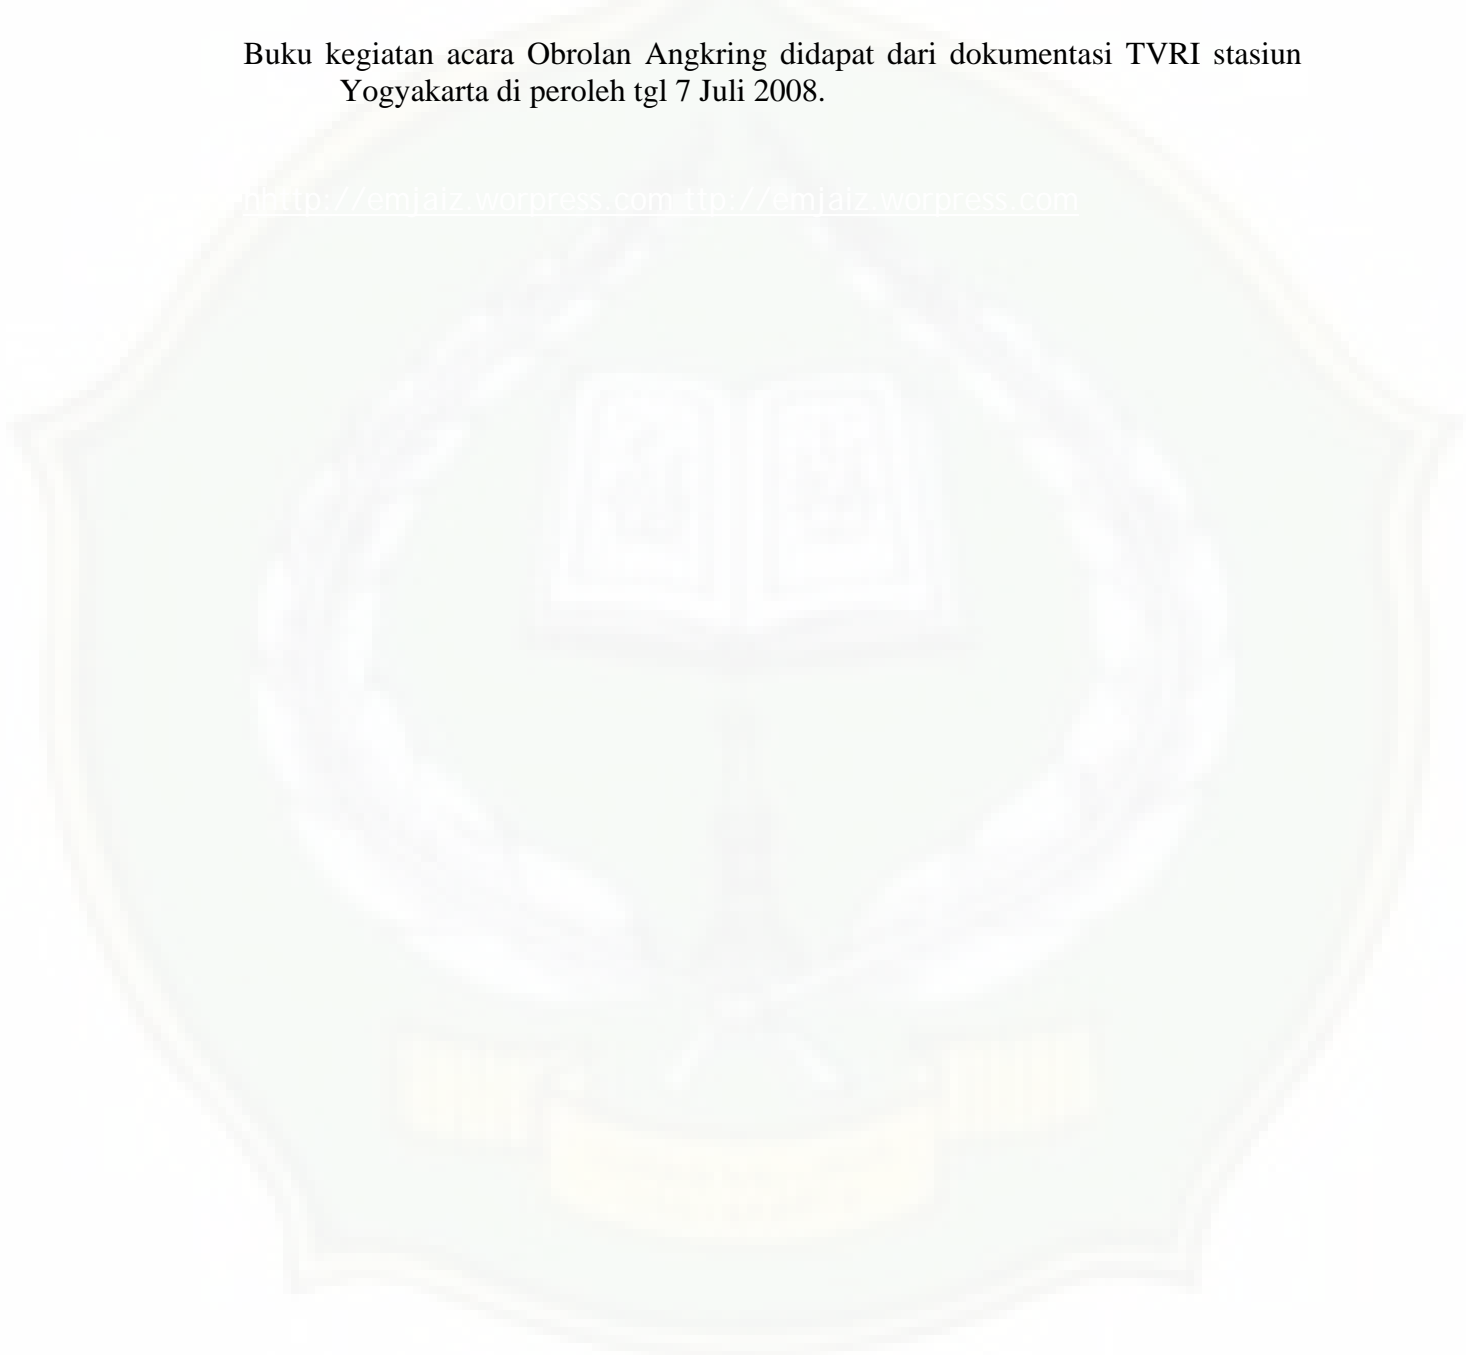 Buku kegiatan acara Obrolan Angkring didapat dari dokumentasi TVRI stasiun
Yogyakarta di peroleh tgl 7 Juli 2008.
hhttp://emjaiz.worpress.com ttp://emjaiz.worpress.com